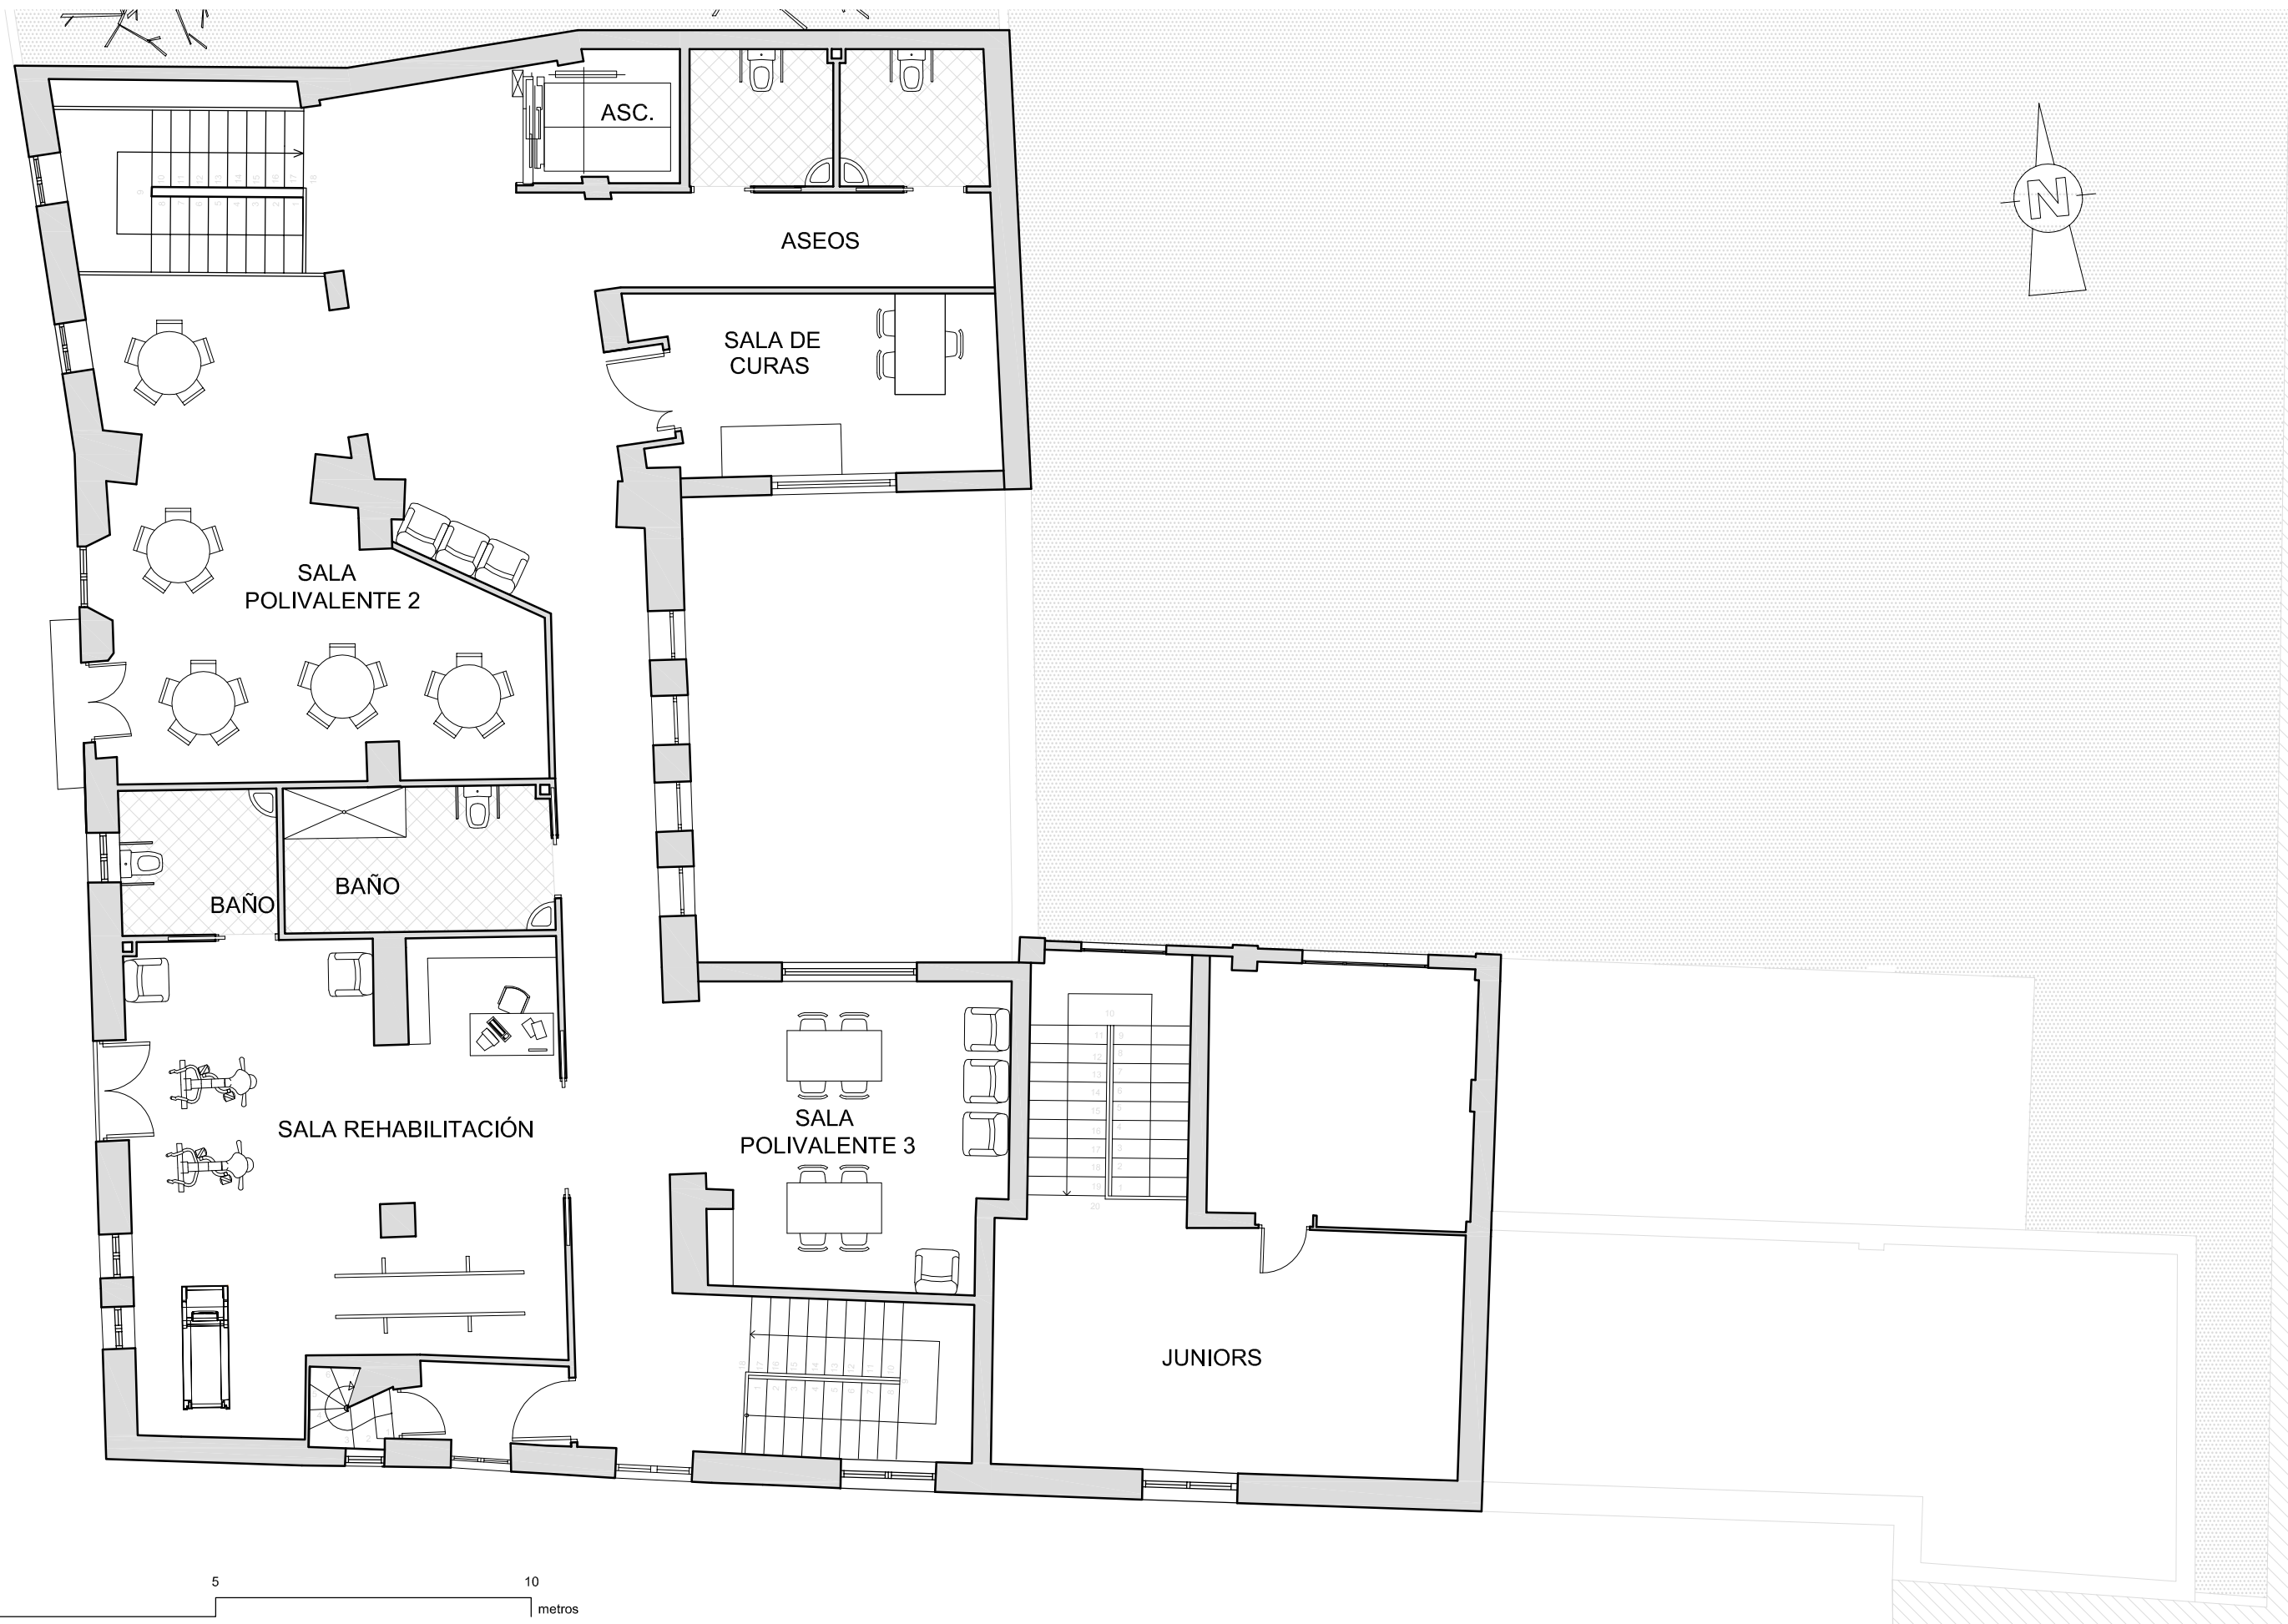 ASC.
N
ASEOS
SALA DE
CURAS
SALA
POLIVALENTE 2
BAÑO
BAÑO
SALA REHABILITACIÓN
SALA
POLIVALENTE 3
JUNIORS
5
10
metros